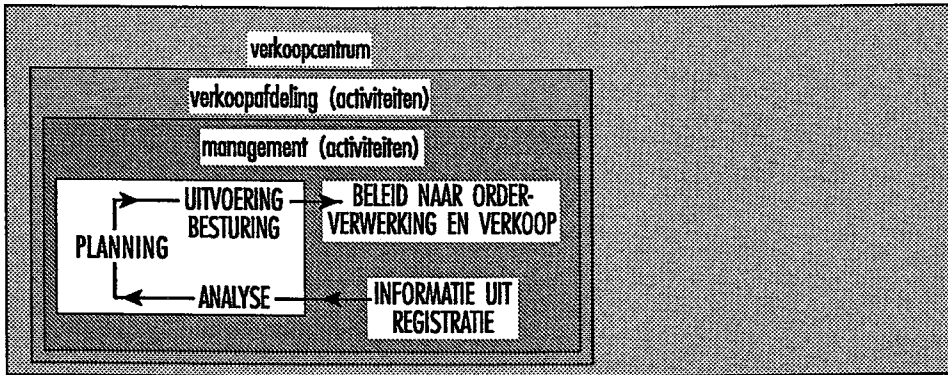 verkoopcentrum
verkoopafdeling (activiteiten)
management (activiteiten)
UITVOERING
BESTURING
BELEID NAAR ORDER-
VERWERKING EN VERKOOP
PLANNING
ANALYSE
INFORMATIE UIT
REGISTRATIE